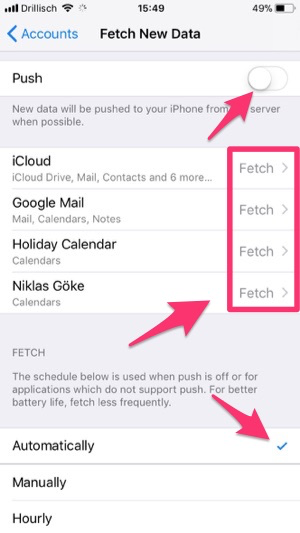 Drillisch 15:49 49%
Accounts Fetch New Data
Push
New data will be pushed to your iPhone from server
when possible.
iCloud Fetch
iCloud Drive, Mail, Contacts and 6 more...
Google Mail Fetch
Mail, Calendars, Notes
Holiday Calendar Fetch
Calendars
Niklas Göke Fetch
Calendars
FETCH
The schedule below is used when push is off or for
applications which do not support push. For better
battery life, fetch less frequently.
Automatically
Manually
Hourly